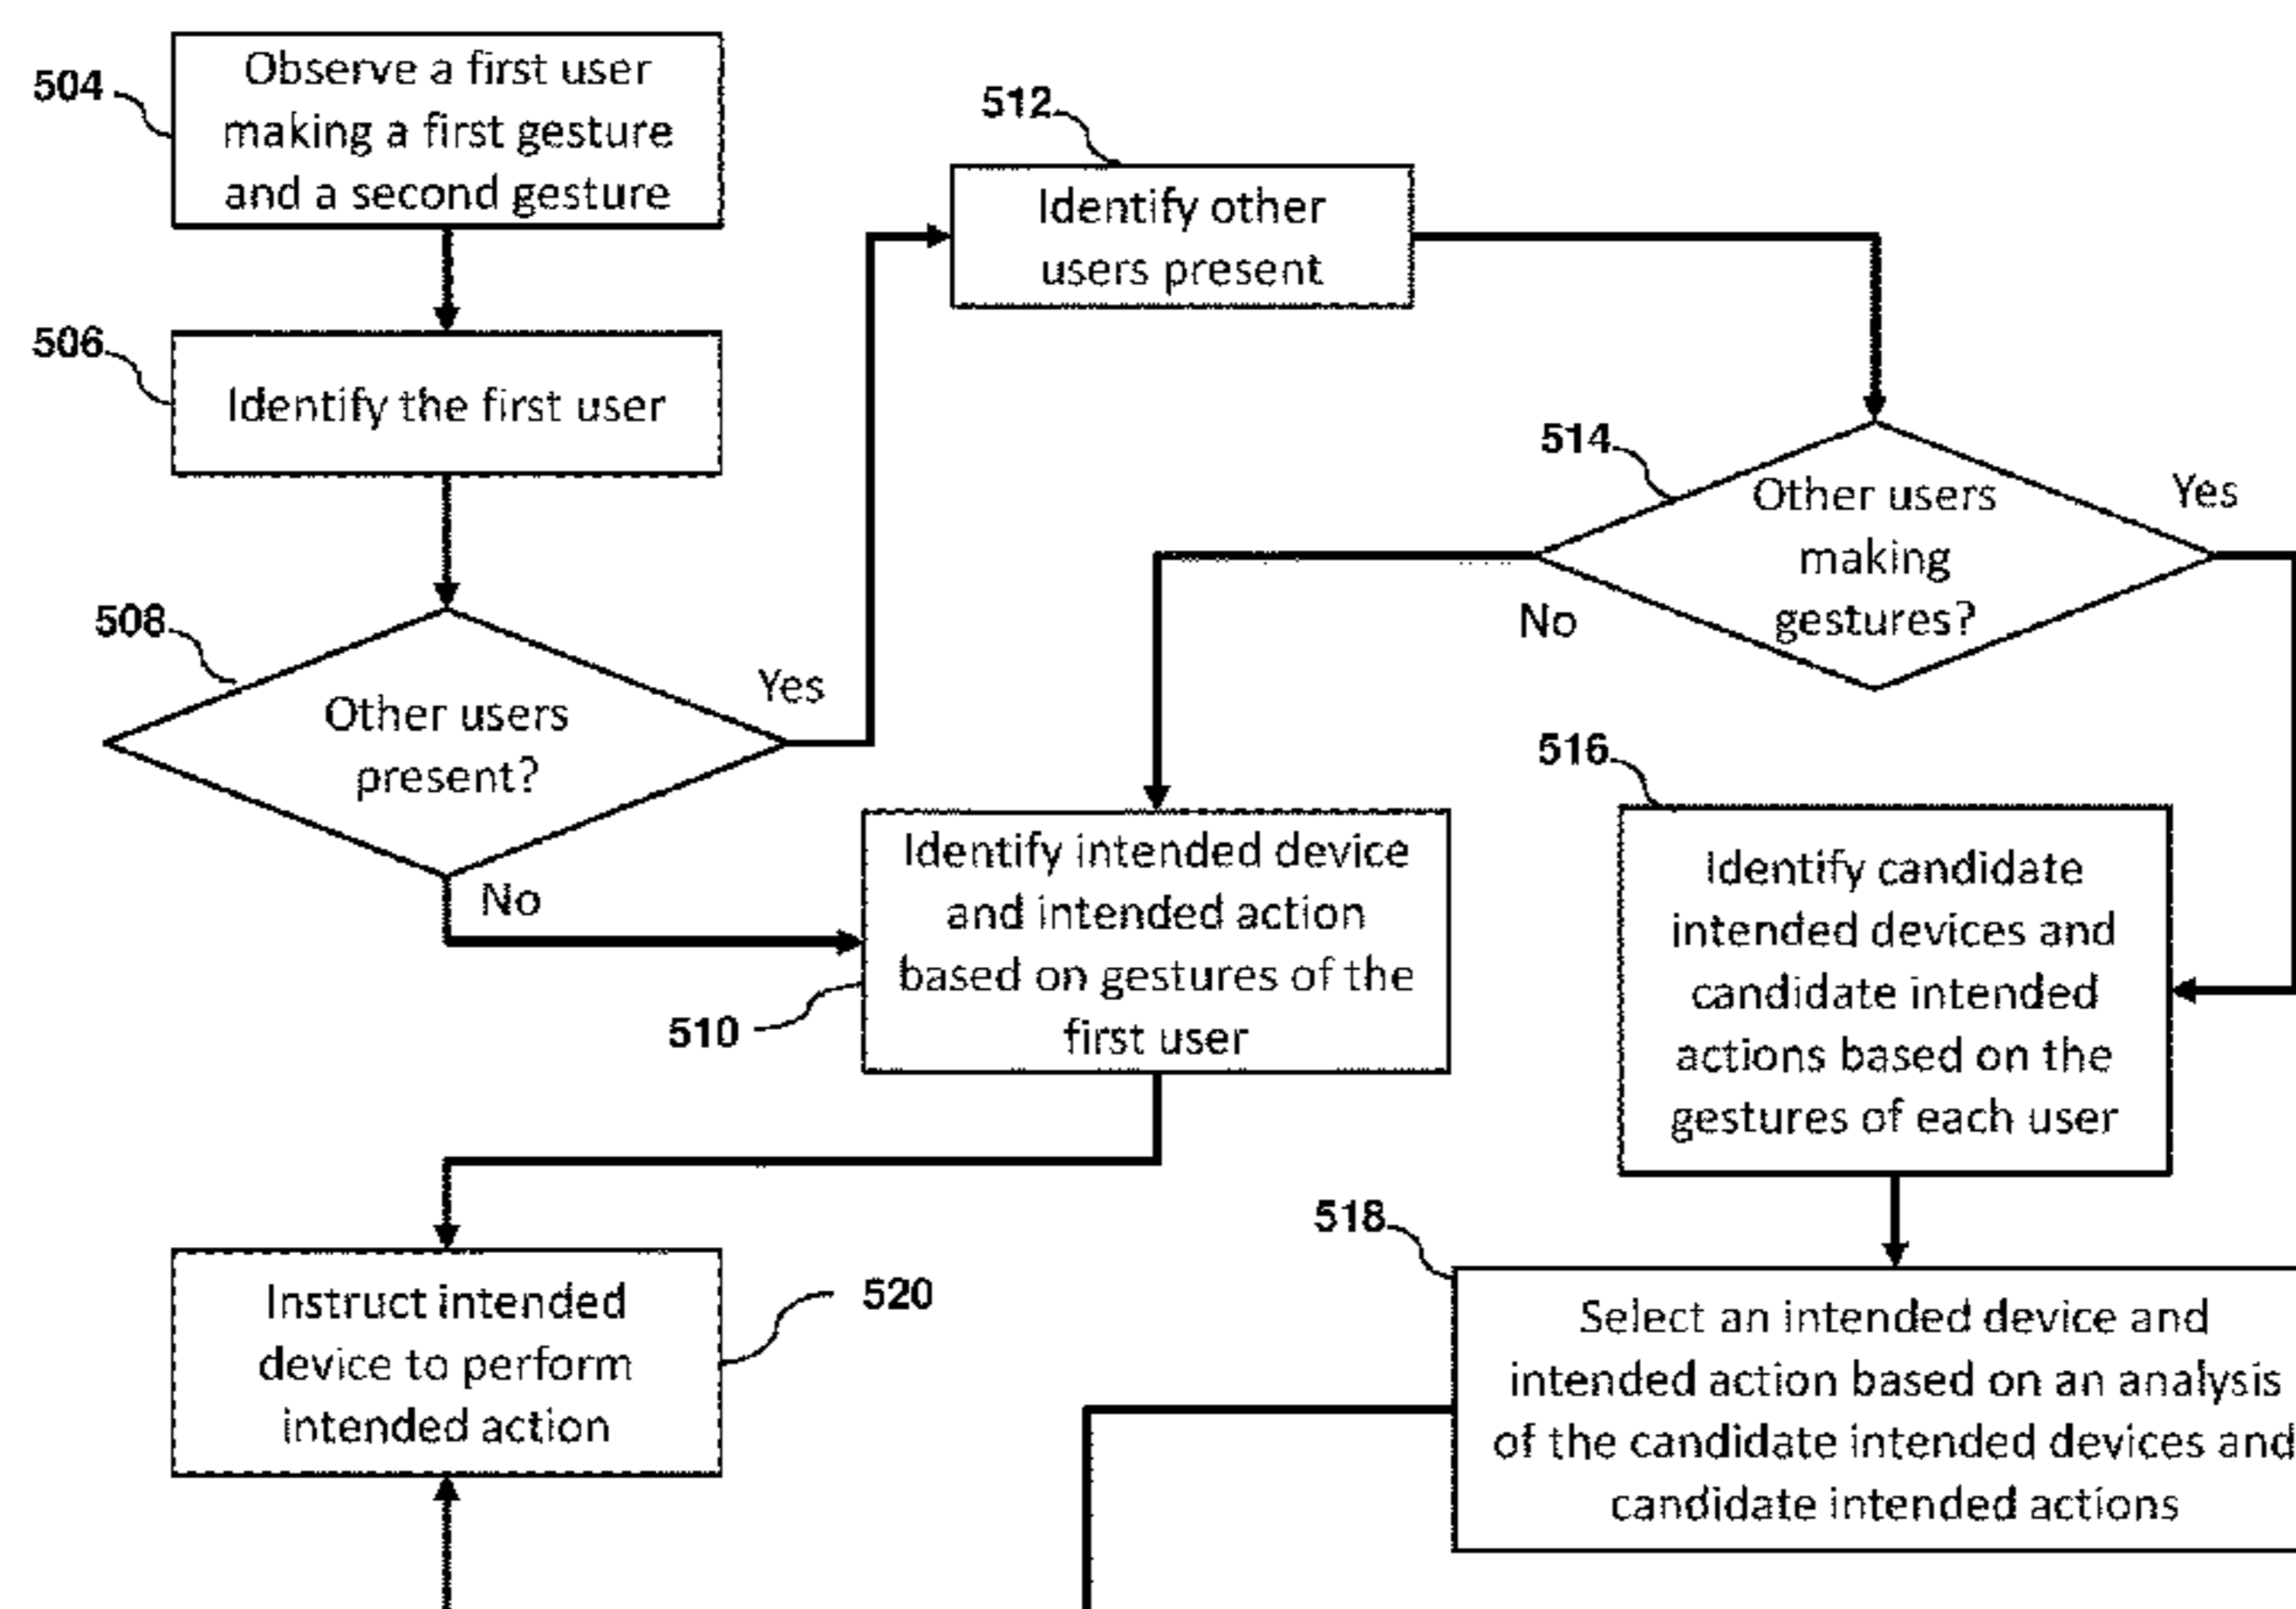 504
Observe a first user
making a first gesture
and a second gesture
506
Identify the first user
508
Other users
present?
Yes
No
512
Identify other
users present
514
Other users
making
gestures?
Yes
No
510
Identify intended device
and intended action
based on gestures of the
first user
516
Identify candidate
intended devices and
candidate intended
actions based on the
gestures of each user
518
Select an intended device and
intended action based on an analysis
of the candidate intended devices and
candidate intended actions
520
Instruct intended
device to perform
intended action